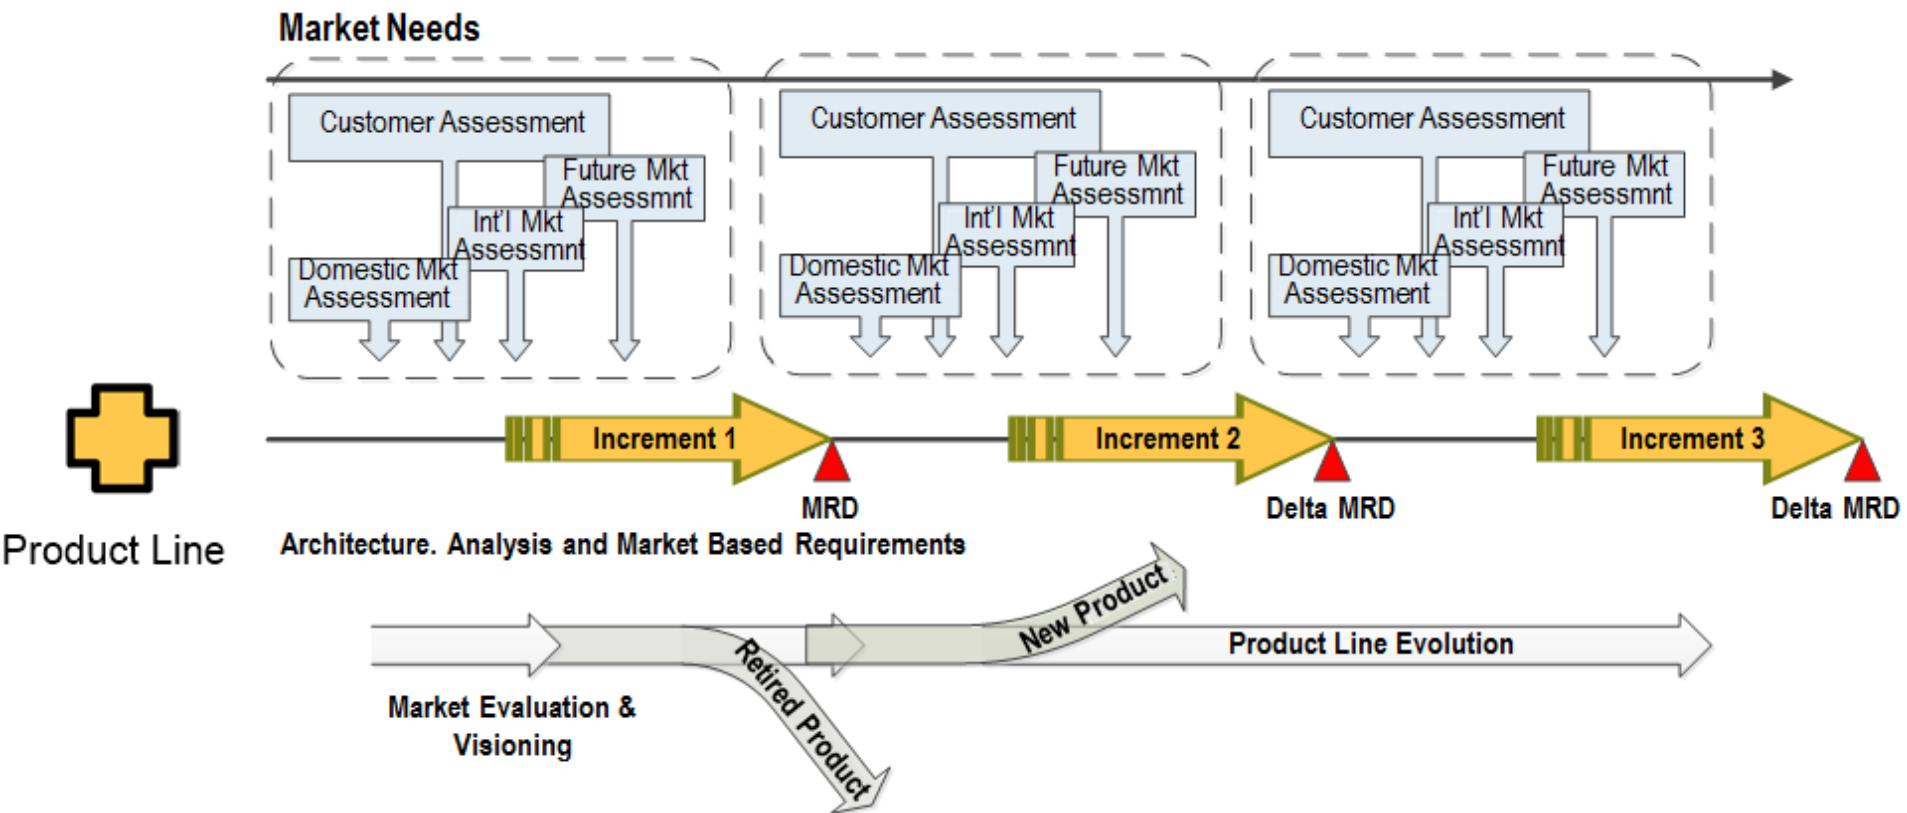 Market Needs
Customer Assessment
Future Mkt
Assessmnt
Int'l Mkt
Assessmnt
Domestic Mkt
Assessment
Customer Assessment
Future Mkt
Assessmnt
Int'l Mkt
Assessmnt
Domestic Mkt
Assessment
Customer Assessment
Future Mkt
Assessmnt
Int'l Mkt
Assessmnt
Domestic Mkt
Assessment
Increment 1
Increment 2
Increment 3
MRD
Delta MRD
Delta MRD
Product Line
Architecture. Analysis and Market Based Requirements
New Product
Product Line Evolution
Retired Product
Market Evaluation &
Visioning